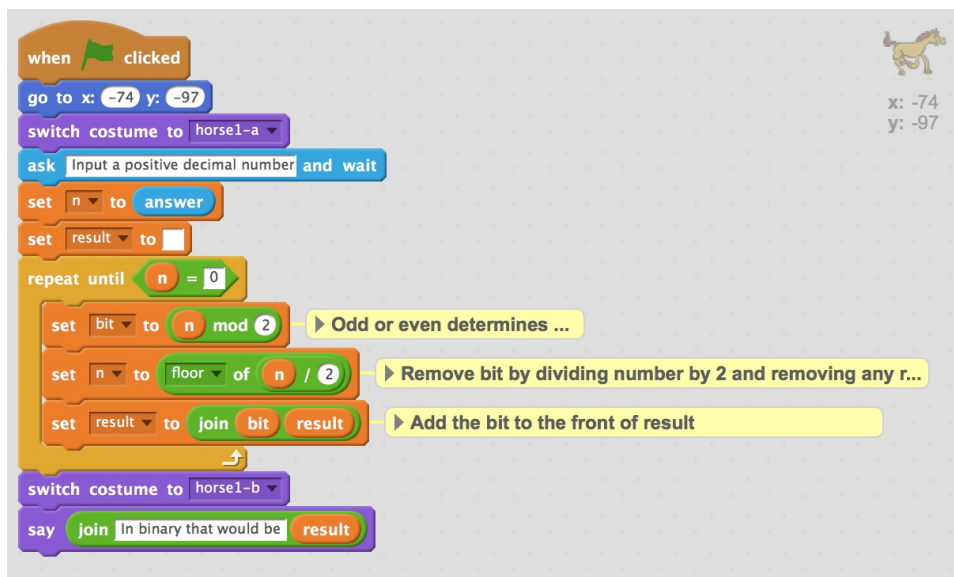 when clicked
go to x: -74 y: -97
x: -74
y: -97
switch costume to horse1-a
ask Input a positive decimal number and wait
set n to answer
set result to
repeat until n = 0
set bit to n mod 2 Odd or even determines ...
set n to floor of n / 2 Remove bit by dividing number by 2 and removing any r...
set result to join bit result Add the bit to the front of result
switch costume to horse1-b
say join In binary that would be result